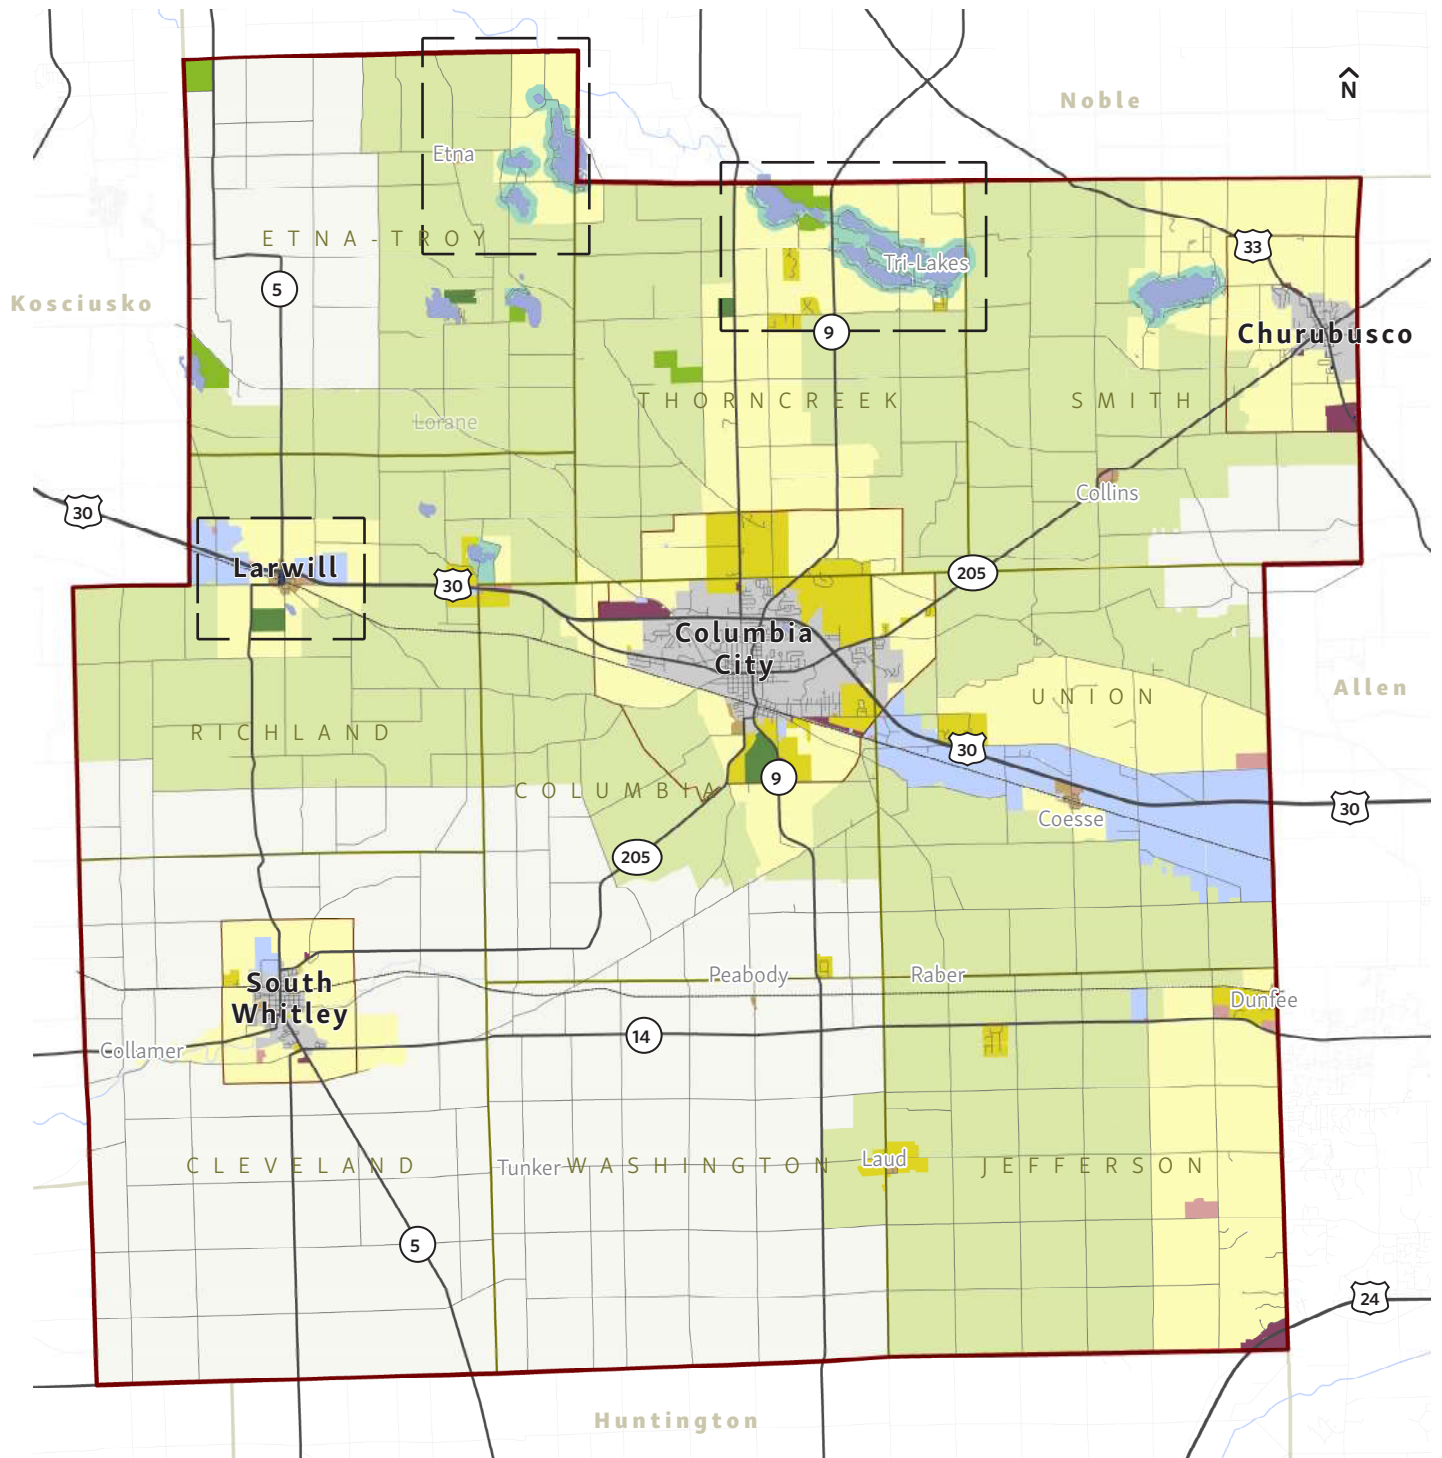 N
Noble
Etna
ETNA-TROY
33
Tri-Lakes
5
Kosciusko
9
Churubusco
THORNCREEK
SMITH
Lorane
Collins
30
Larwill
30
205
Columbia
City
Allen
UNION
RICHLAND
30
9
COLUMBIA
30
Coesse
205
Peabody
Raber
South
Whitley
Dunfee
14
Collamer
Laud
CLEVELAND
Tunker
WASHINGTON
JEFFERSON
5
24
Huntington